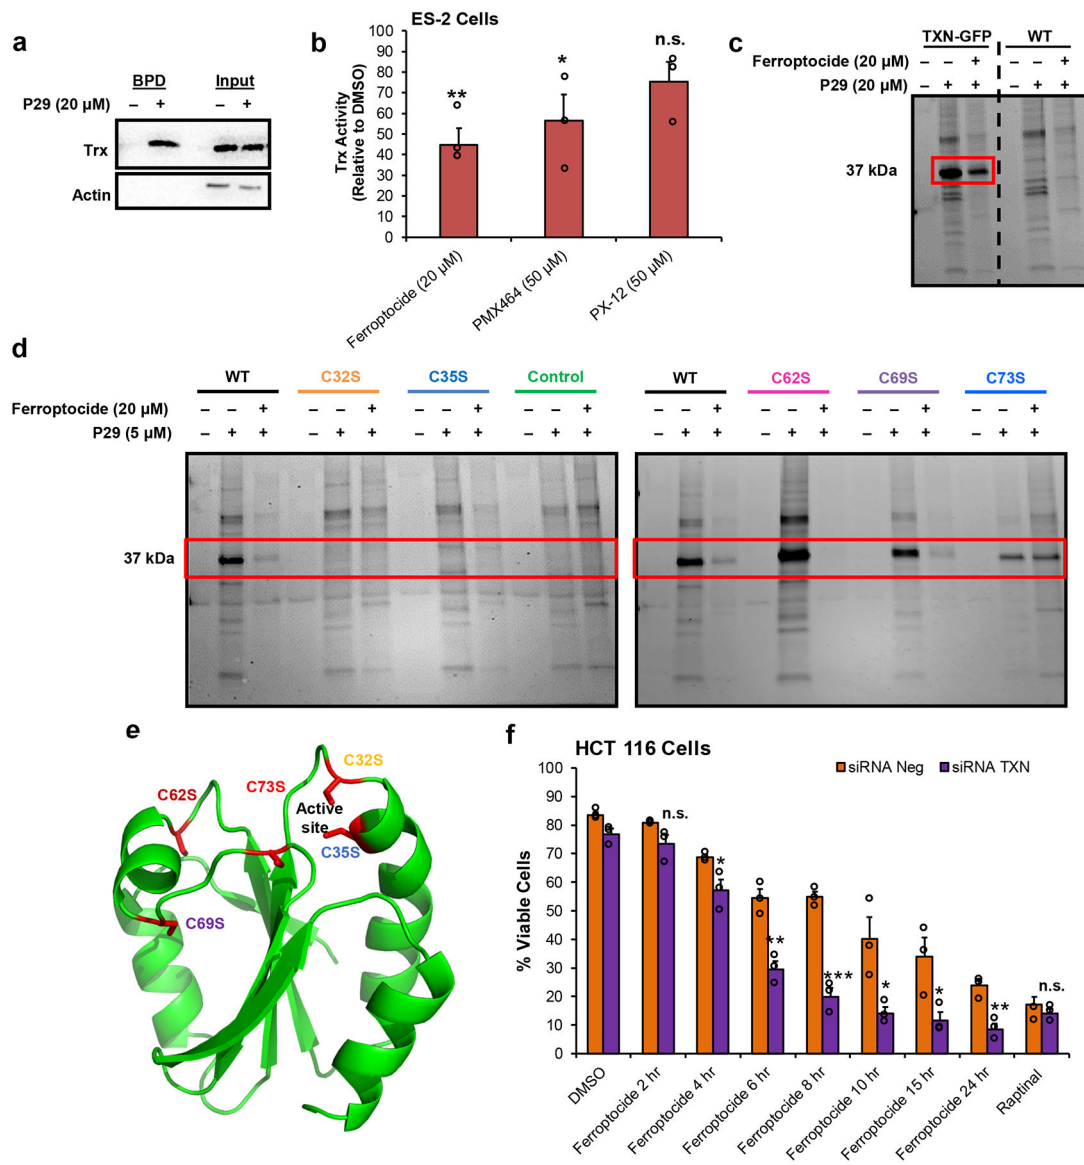 a
BPD Input
P29 (20 µM) – + – +
Trx
Actin
b
ES-2 Cells
Trx Activity
(Relative to DMSO)
100
90
80
70
60
50
40
30
20
10
0
**
*
n.s.
Ferroptocide (20 µM)
PMX464 (50 µM)
PX-12 (50 µM)
c
TXN-GFP WT
Ferroptocide (20 µM) – – + – – +
P29 (20 µM) – + + – + +
37 kDa
d
WT C32S C35S Control WT C62S C69S C73S
Ferroptocide (20 µM) – – + – – + – – + – – + – – + – – + – – + – – +
P29 (5 µM) – + + – + + – + + – + + – + + – + + – + + – + +
37 kDa
e
C32S
C73S
C62S
Active
site
C35S
C69S
f
HCT 116 Cells
siRNA Neg siRNA TXN
% Viable Cells
100
90
80
70
60
50
40
30
20
10
0
n.s.
*
**
***
*
*
**
n.s.
DMSO
Ferroptocide 2 hr
Ferroptocide 4 hr
Ferroptocide 6 hr
Ferroptocide 8 hr
Ferroptocide 10 hr
Ferroptocide 15 hr
Ferroptocide 24 hr
Raptinal